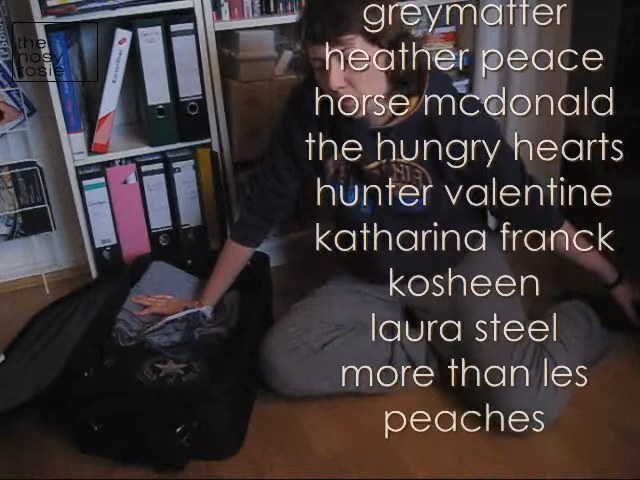 the
nosy
rosie
greymatter
heather peace
horse mcdonald
the hungry hearts
hunter valentine
katharina franck
kosheen
laura steel
more than les
peaches